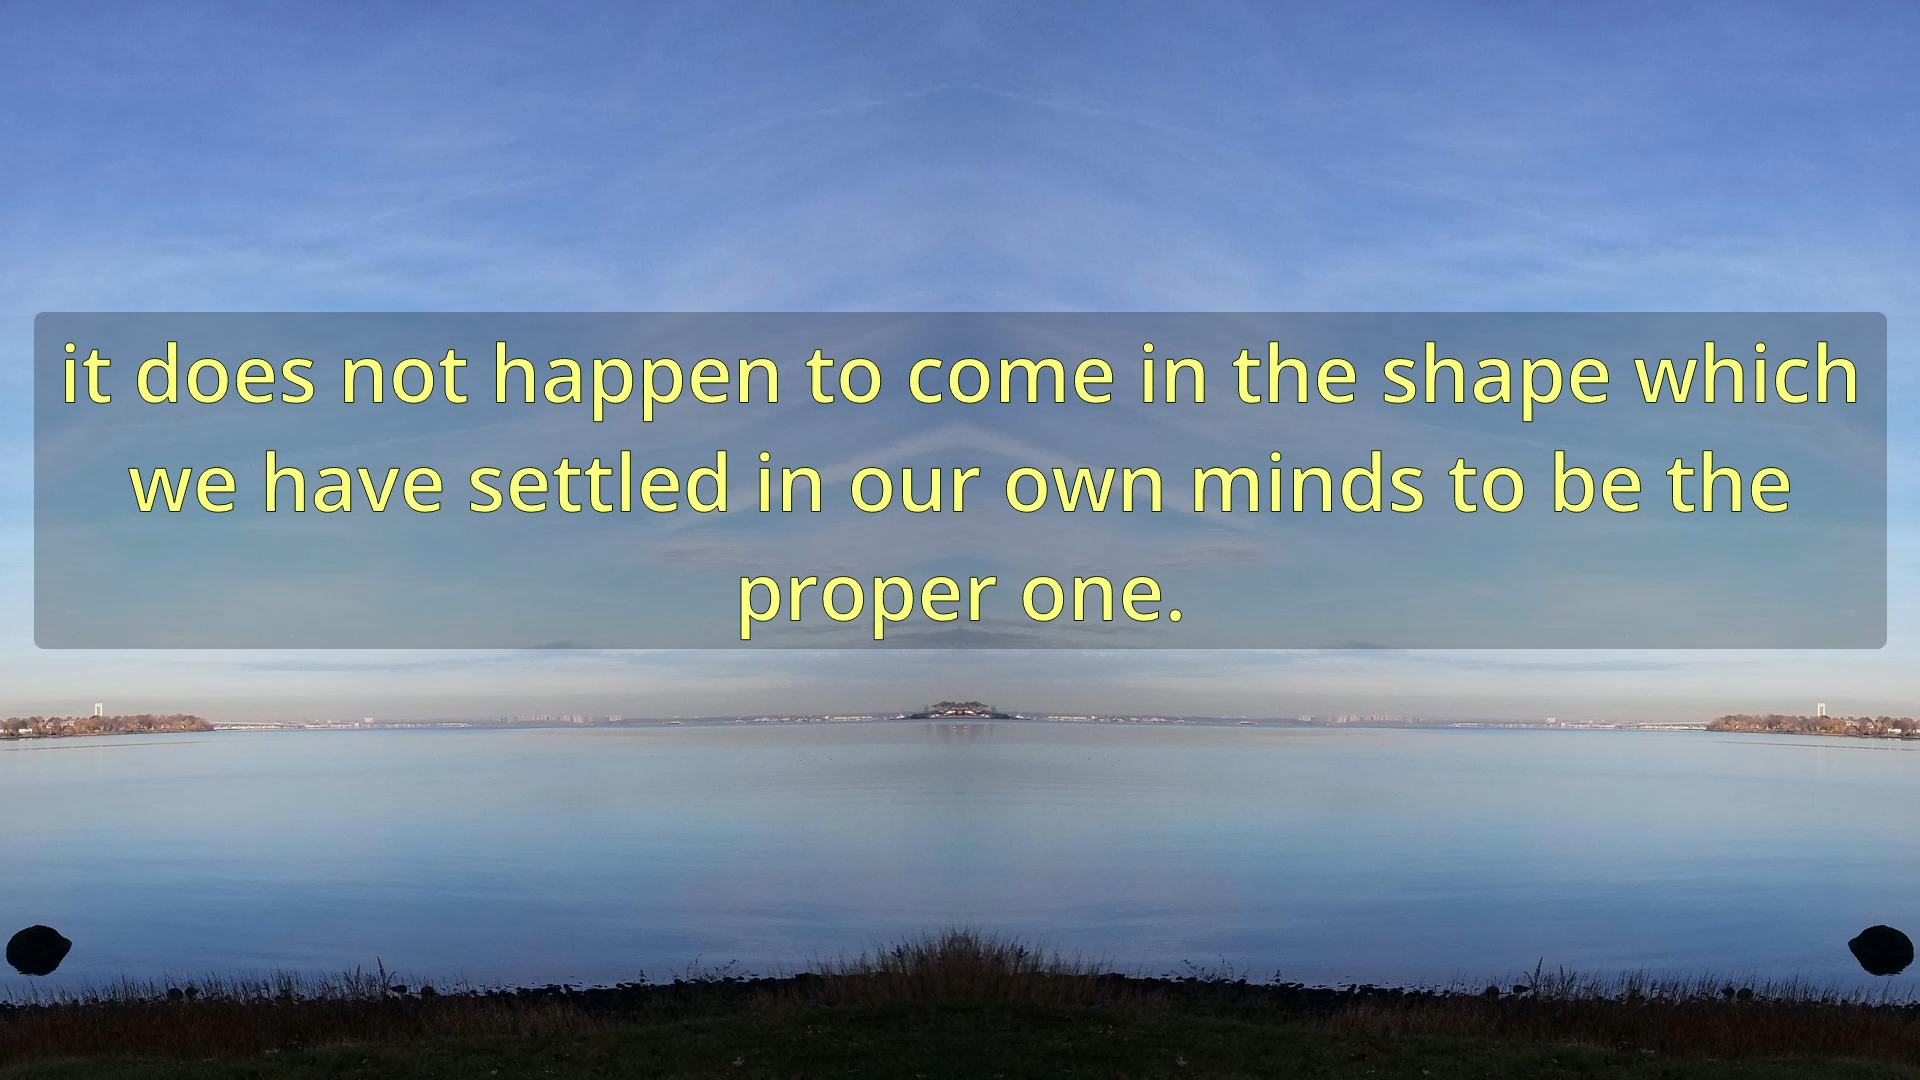 it does not happen to come in the shape which
we have settled in our own minds to be the
proper one.